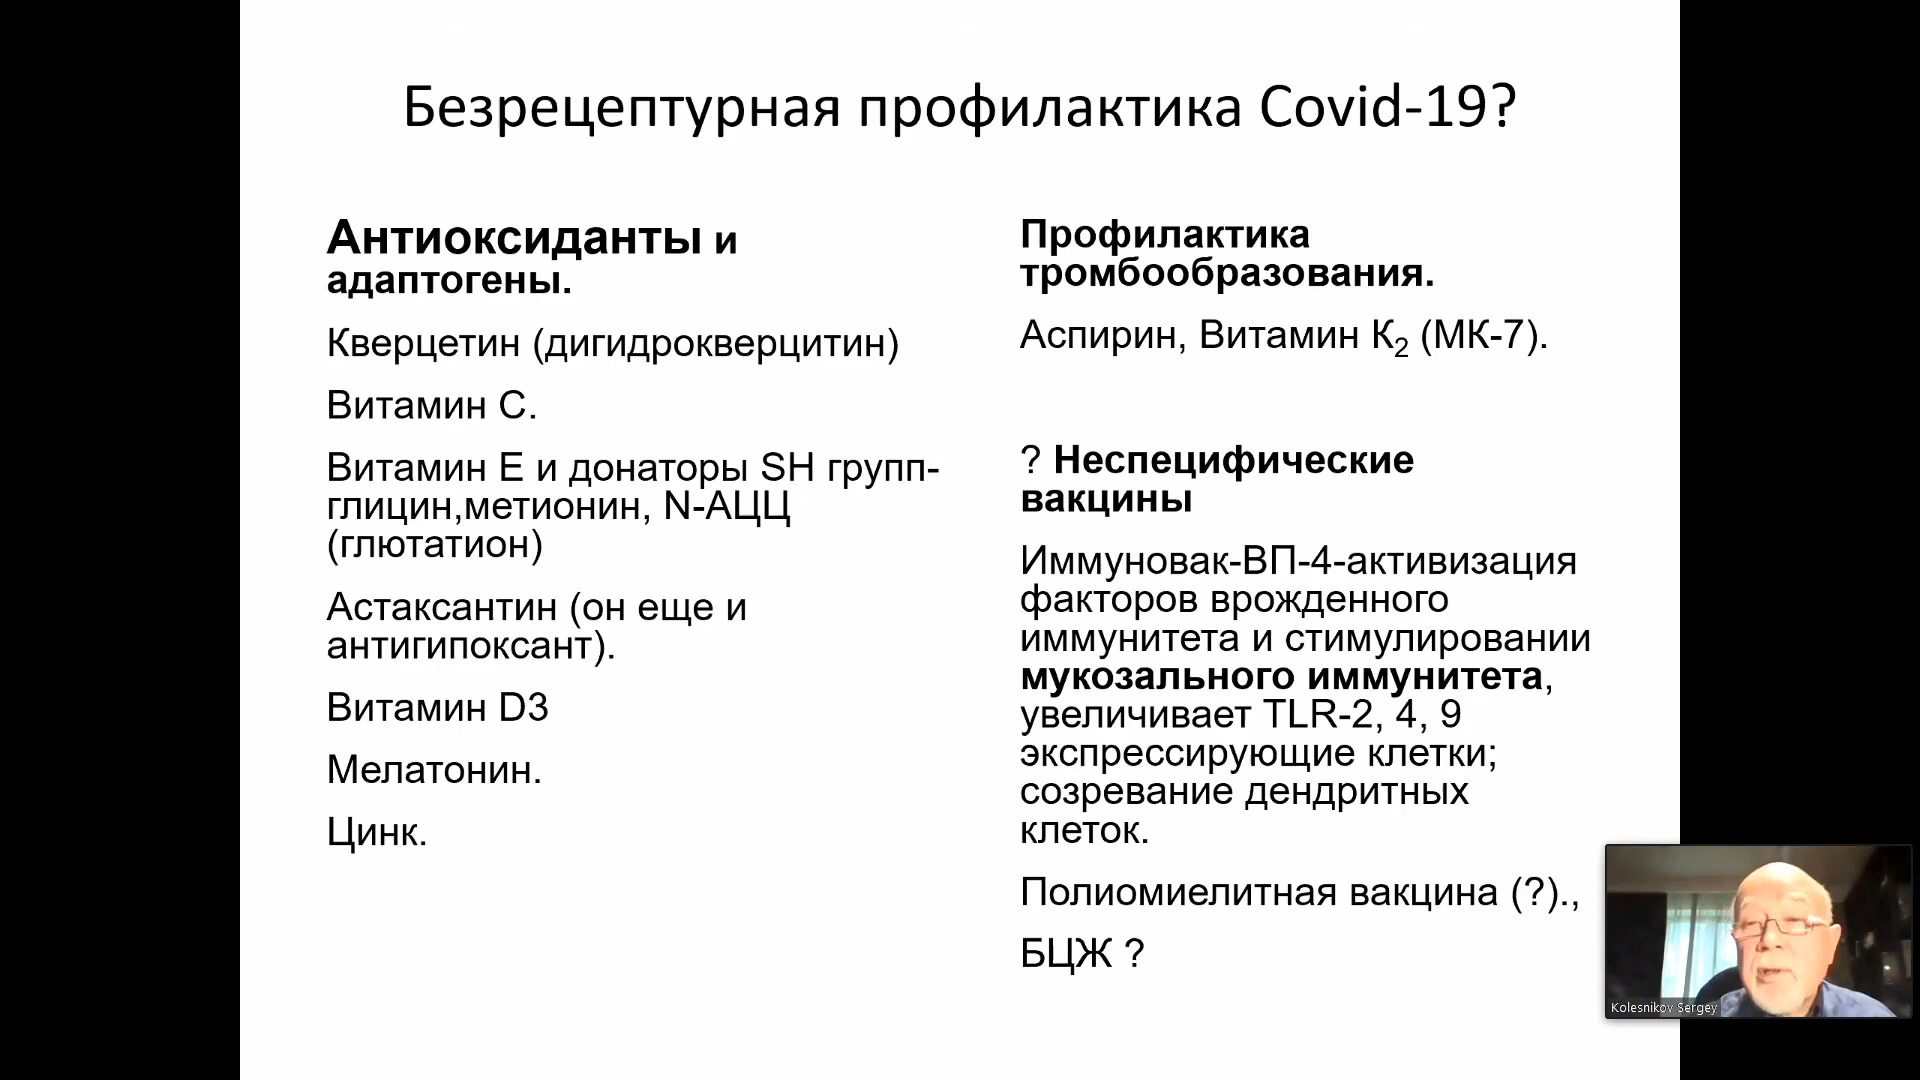 Безрецептурная профилактика Covid-19?
Антиоксиданты и
адаптогены.
Кверцетин (дигидрокверцитин)
Витамин С.
Витамин Е и донаторы SH групп-
глицин,метионин, N-АЦЦ
(глютатион)
Астаксантин (он еще и
антигипоксант).
Витамин D3
Мелатонин.
Цинк.
Профилактика
тромбообразования.
Аспирин, Витамин К2 (МК-7).
? Неспецифические
вакцины
Иммуновак-ВП-4-активизация
факторов врожденного
иммунитета и стимулировании
мукозального иммунитета,
увеличивает TLR-2, 4, 9
экспрессирующие клетки;
созревание дендритных
клеток.
Полиомиелитная вакцина (?).,
БЦЖ ?
Kolesnikov Sergey